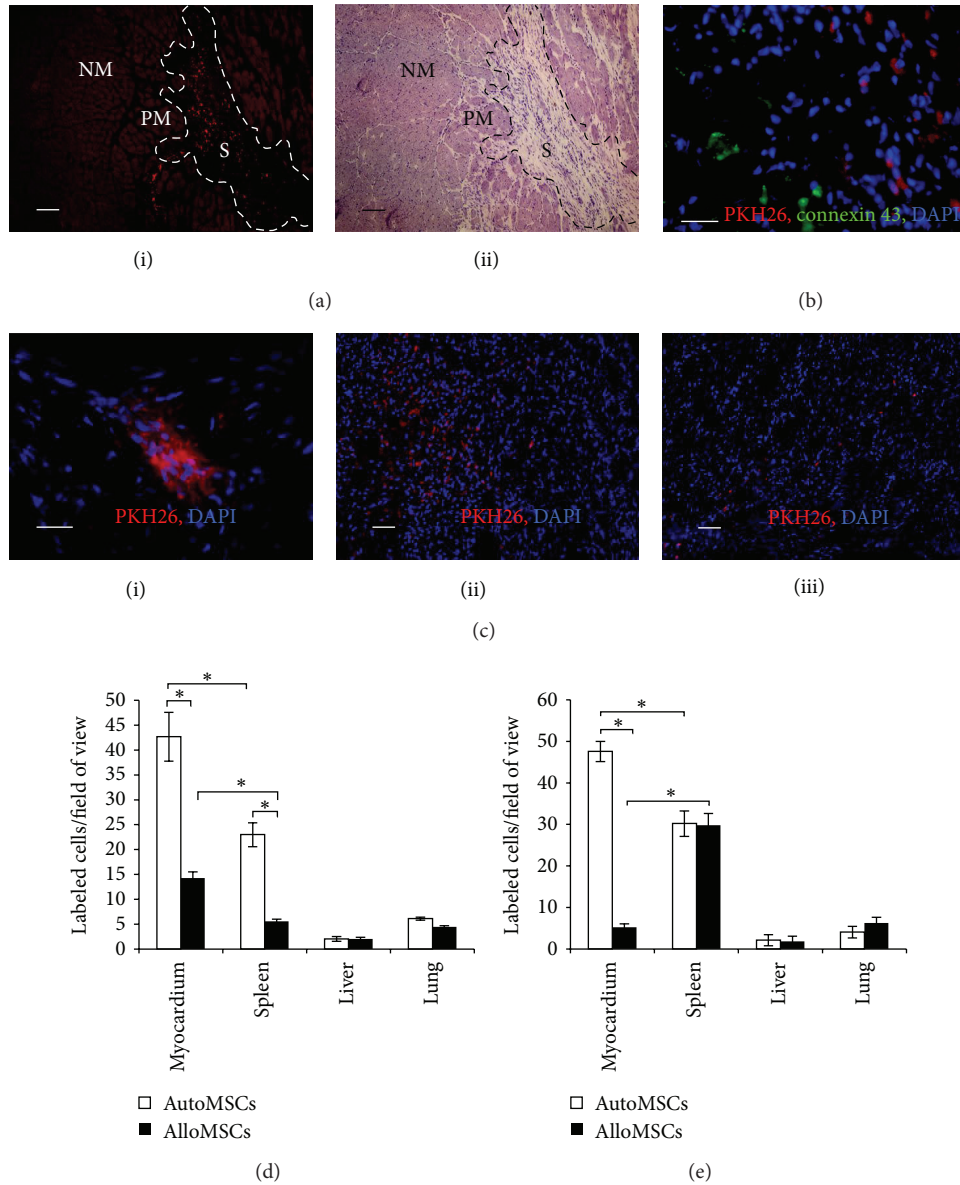 NM
PM
S
(i)
NM
PM
S
(ii)
(a)
PKH26, connexin 43, DAPI
(b)
PKH26, DAPI
(i)
PKH26, DAPI
(ii)
PKH26, DAPI
(iii)
(c)
Labeled cells/field of view
50
45
40
35
30
25
20
15
10
5
0
*
*
*
*
Myocardium
Spleen
Liver
Lung
AutoMSCs
AlloMSCs
(d)
Labeled cells/field of view
60
50
40
30
20
10
0
*
*
*
Myocardium
Spleen
Liver
Lung
AutoMSCs
AlloMSCs
(e)